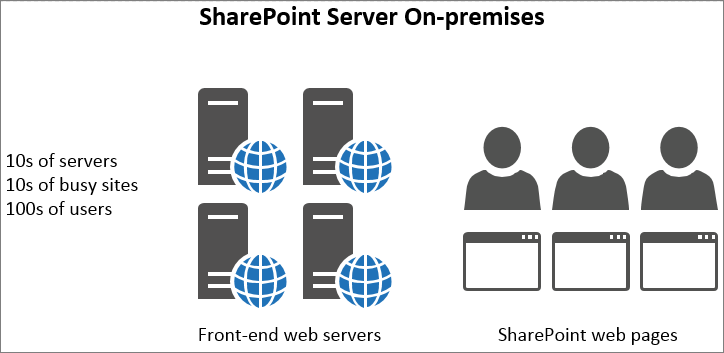 SharePoint Server On-premises
10s of servers
10s of busy sites
100s of users
Front-end web servers
SharePoint web pages